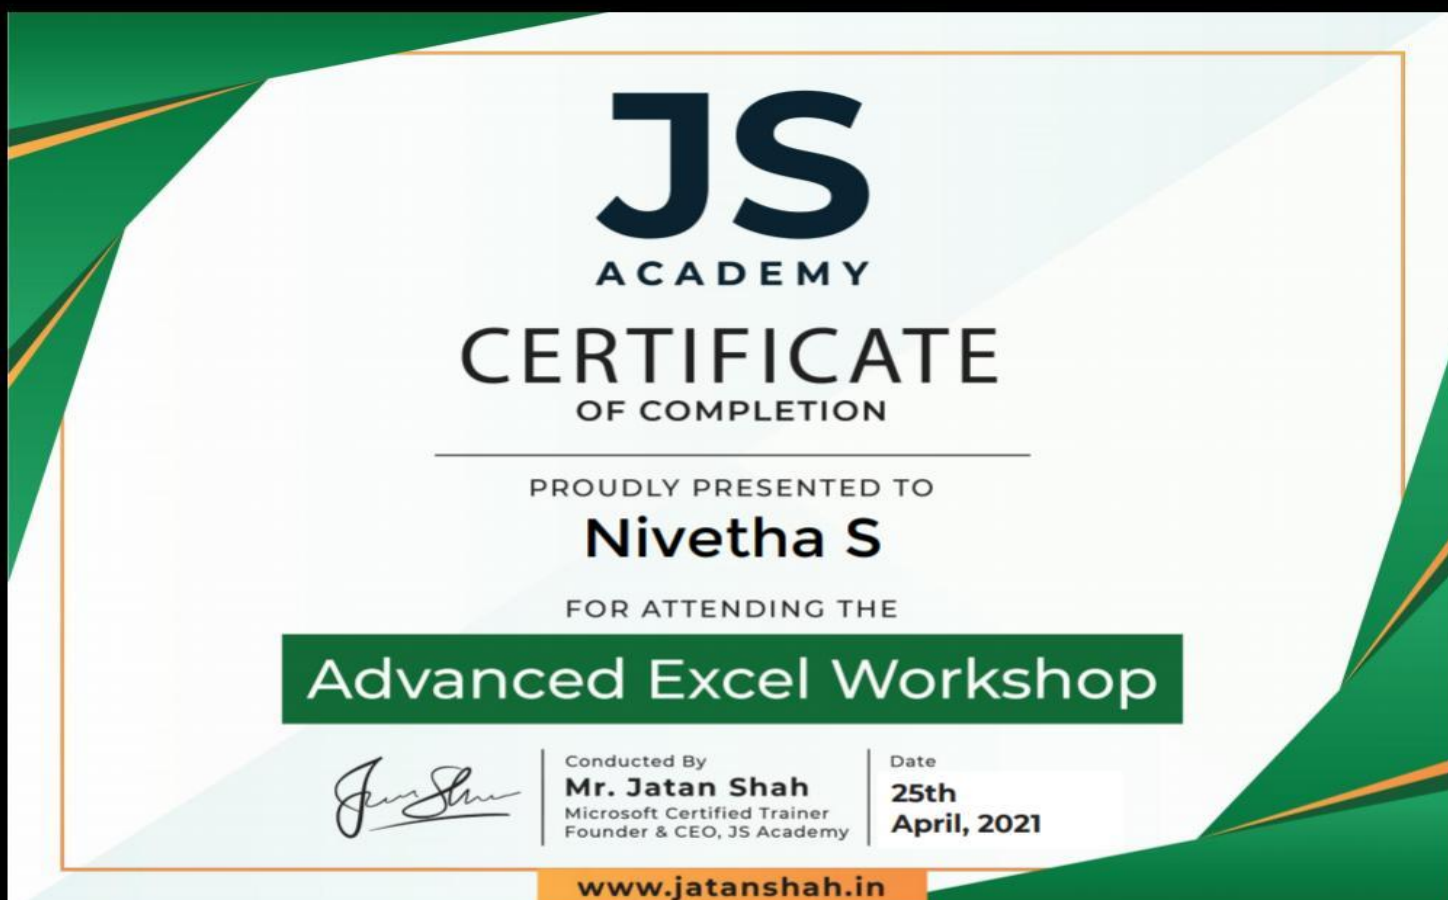 JS
ACADEMY
CERTIFICATE
OF COMPLETION
PROUDLY PRESENTED TO
Nivetha S
FOR ATTENDING THE
Advanced Excel Workshop
Conducted By
Mr. Jatan Shah
Microsoft Certified Trainer
Founder & CEO, JS Academy
Date
25th
April, 2021
www.jatanshah.in